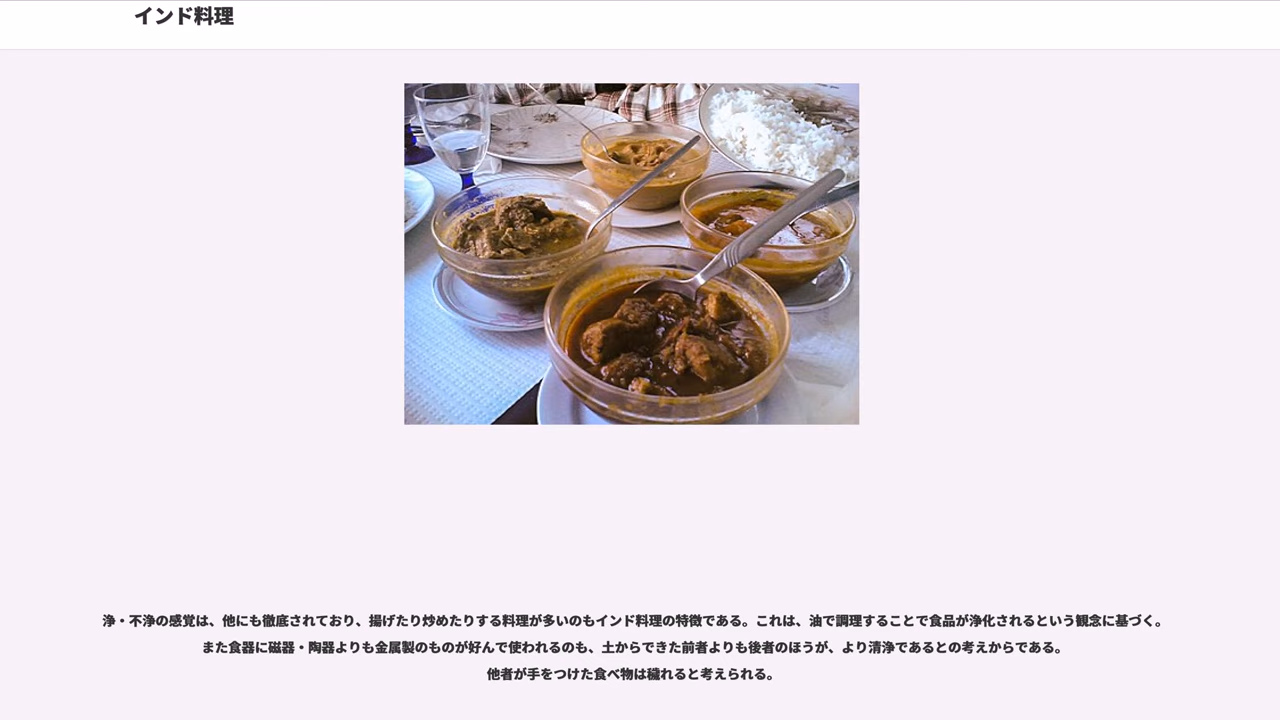 インド料理
浄・不浄の感覚は、他にも徹底されており、揚げたり炒めたりする料理が多いのもインド料理の特徴である。これは、油で調理することで食品が浄化されるという観念に基づく。
また食器に磁器・陶器よりも金属製のものが好んで使われるのも、土からできた前者よりも後者のほうが、より清浄であるとの考えからである。
他者が手をつけた食べ物は穢れると考えられる。